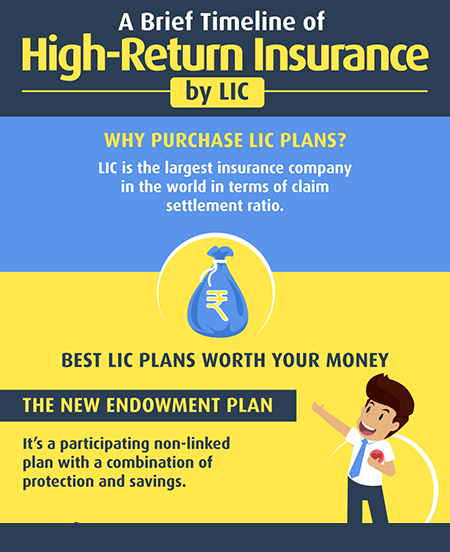 A Brief Timeline of
High-Return Insurance
by LIC
WHY PURCHASE LIC PLANS?
LIC is the largest insurance company
in the world in terms of claim
settlement ratio.
₹
BEST LIC PLANS WORTH YOUR MONEY
THE NEW ENDOWMENT PLAN
It's a participating non-linked
plan with a combination of
protection and savings.